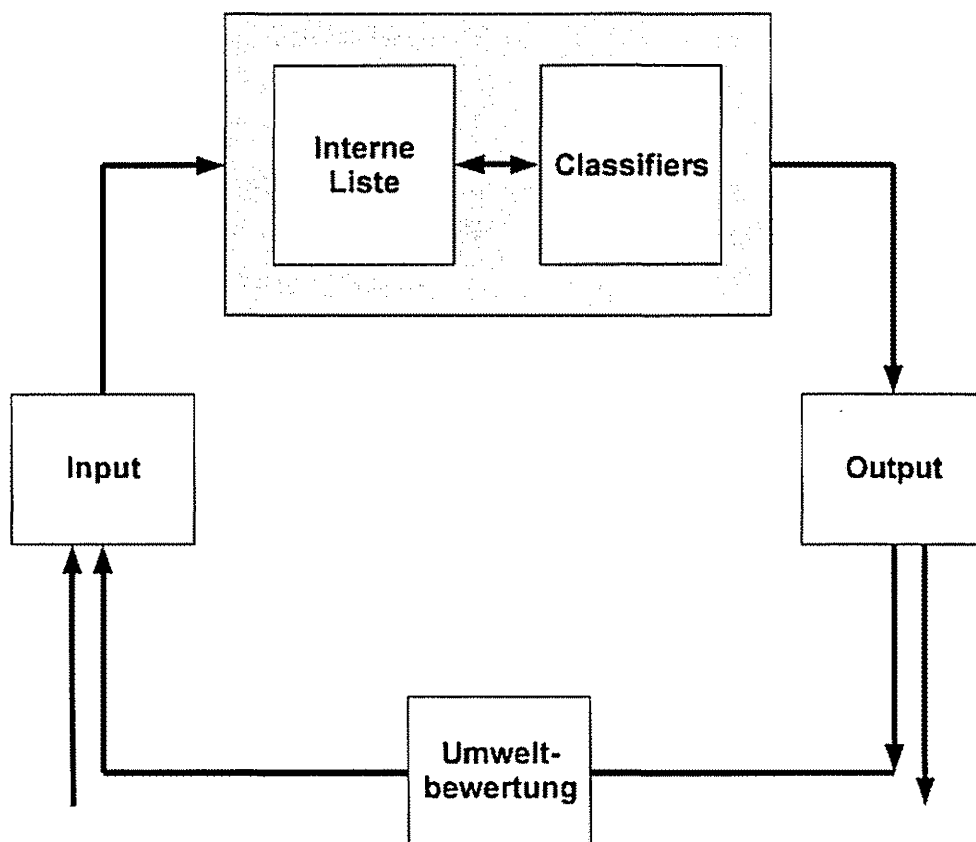 Interne
Liste
Classifiers
Input
Output
Umwelt-
bewertung